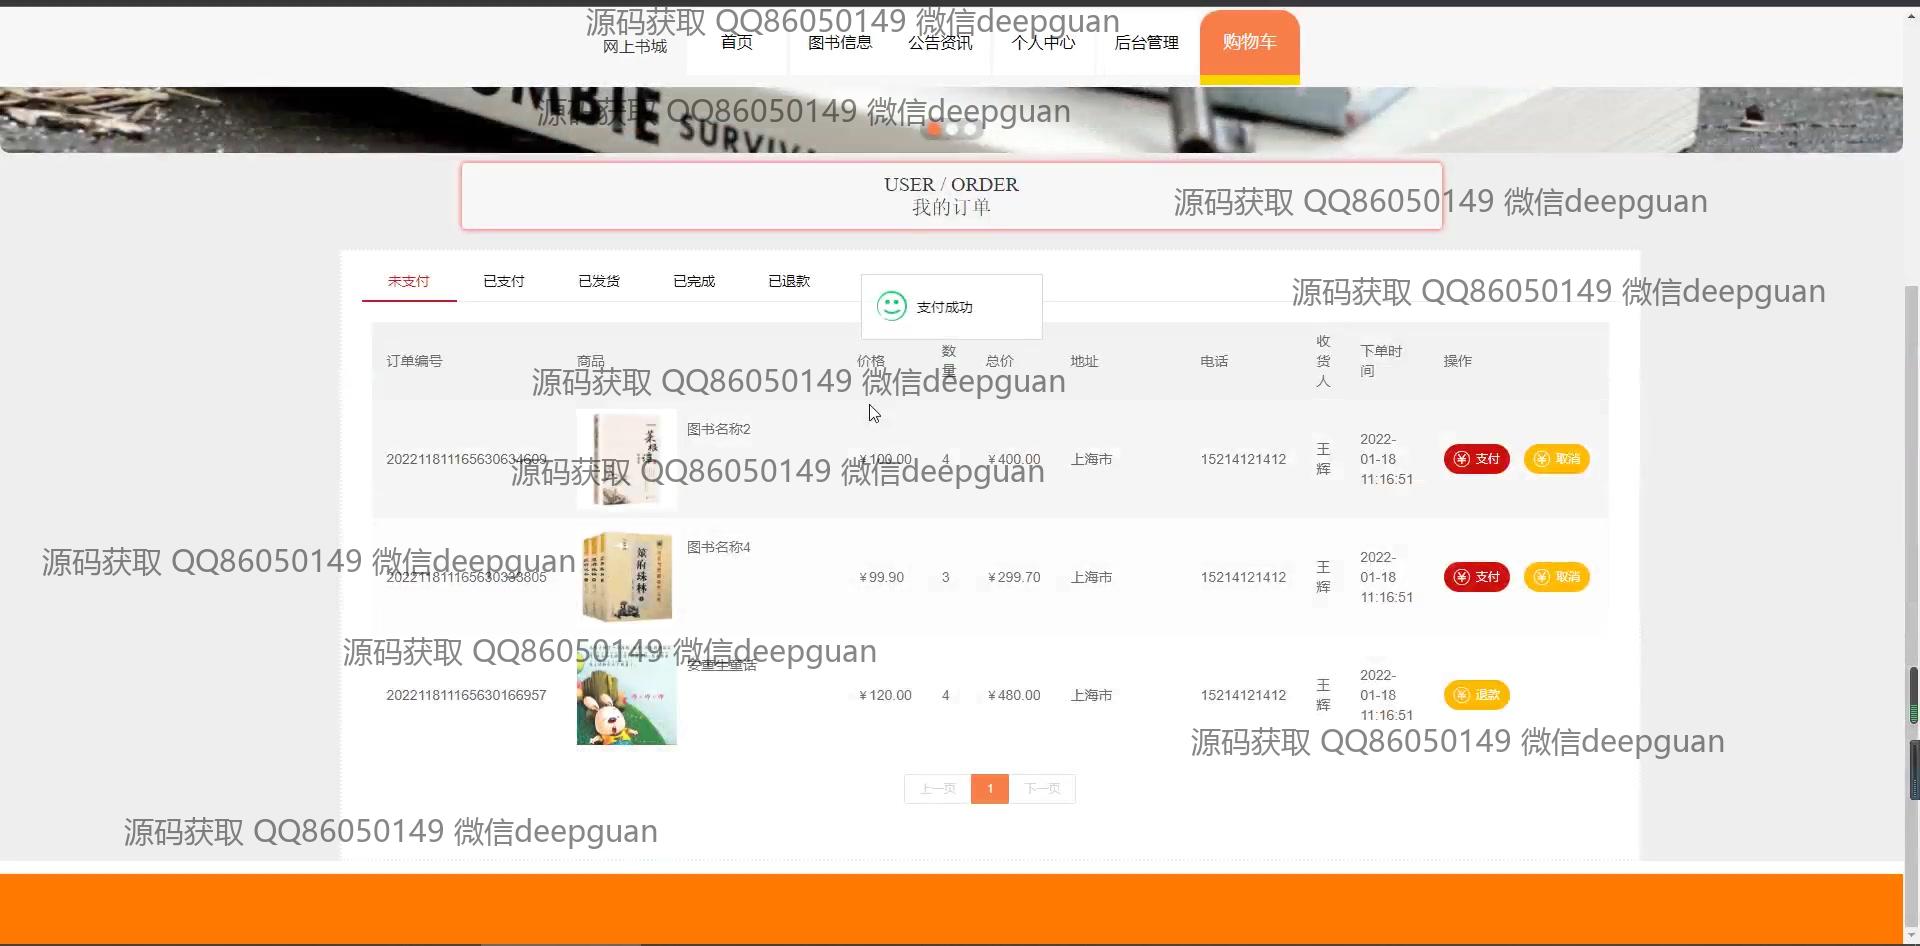 源码获取 QQ86050149 微信deepguan
网上书城 首页 图书信息 公告资讯 个人中心 后台管理 购物车
源码获取 QQ86050149 微信deepguan
SURVIV
USER / ORDER
我的订单
源码获取 QQ86050149 微信deepguan
未支付 已支付 已发货 已完成 已退款
支付成功
源码获取 QQ86050149 微信deepguan
订单编号 商品 价格 数量 总价 地址 电话 收货人 下单时间 操作
源码获取 QQ86050149 微信deepguan
图书名称2
202211811165630634609 ¥100.00 4 ¥400.00 上海市 15214121412 王辉 2022-01-18 11:16:51 支付 取消
源码获取 QQ86050149 微信deepguan
图书名称4
源码获取 QQ86050149 微信deepguan
202211811165630333805 ¥99.90 3 ¥299.70 上海市 15214121412 王辉 2022-01-18 11:16:51 支付 取消
源码获取 QQ86050149 微信deepguan
安重生童话
202211811165630166957 ¥120.00 4 ¥480.00 上海市 15214121412 王辉 2022-01-18 11:16:51 退款
源码获取 QQ86050149 微信deepguan
上一页 1 下一页
源码获取 QQ86050149 微信deepguan